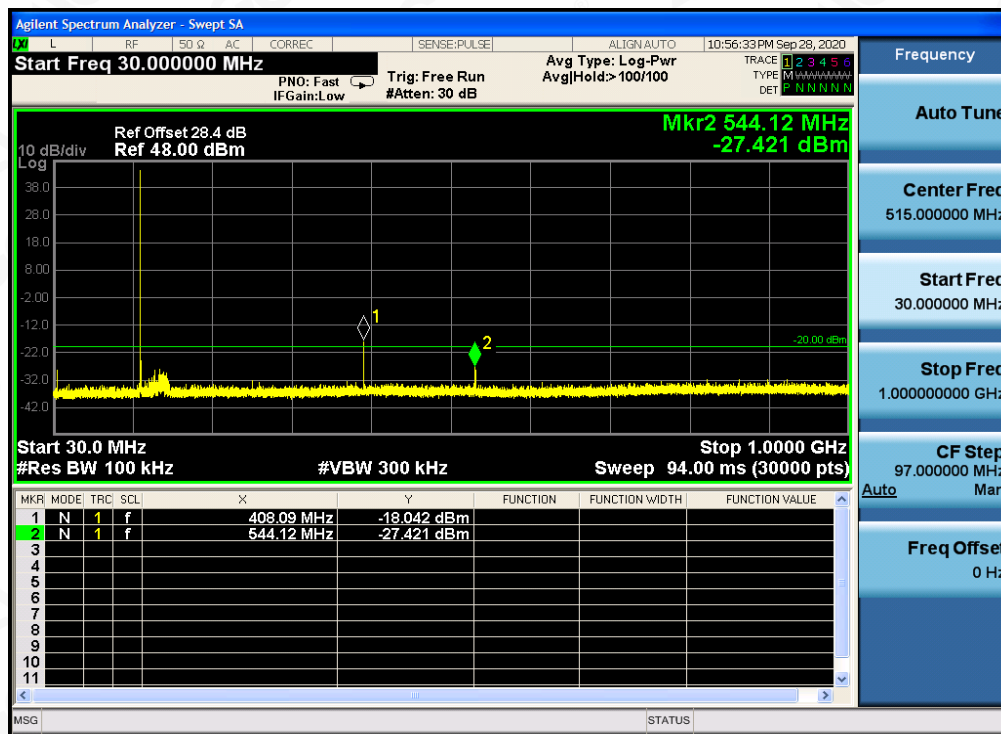 Agilent Spectrum Analyzer - Swept SA
LXI L RF 50 Ω AC CORREC SENSE:PULSE ALIGN AUTO 10:56:33 PM Sep 28, 2020
Start Freq 30.000000 MHz
PNO: Fast
IFGain:Low
Trig: Free Run
#Atten: 30 dB
Avg Type: Log-Pwr
Avg|Hold:>100/100
TRACE 1 2 3 4 5 6
TYPE M WWWWW
DET P N N N N N
Mkr2 544.12 MHz
-27.421 dBm
Ref Offset 28.4 dB
10 dB/div Ref 48.00 dBm
Log
38.0
28.0
18.0
8.00
-2.00
-12.0
-22.0
-32.0
-42.0
1
2
-20.00 dBm
Start 30.0 MHz Stop 1.0000 GHz
#Res BW 100 kHz #VBW 300 kHz Sweep 94.00 ms (30000 pts)
MKR MODE TRC SCL X Y FUNCTION FUNCTION WIDTH FUNCTION VALUE
1 N 1 f 408.09 MHz -18.042 dBm
2 N 1 f 544.12 MHz -27.421 dBm
3
4
5
6
7
8
9
10
11
MSG STATUS
Frequency
Auto Tune
Center Freq
515.000000 MHz
Start Freq
30.000000 MHz
Stop Freq
1.000000000 GHz
CF Step
97.000000 MHz
Auto Man
Freq Offset
0 Hz